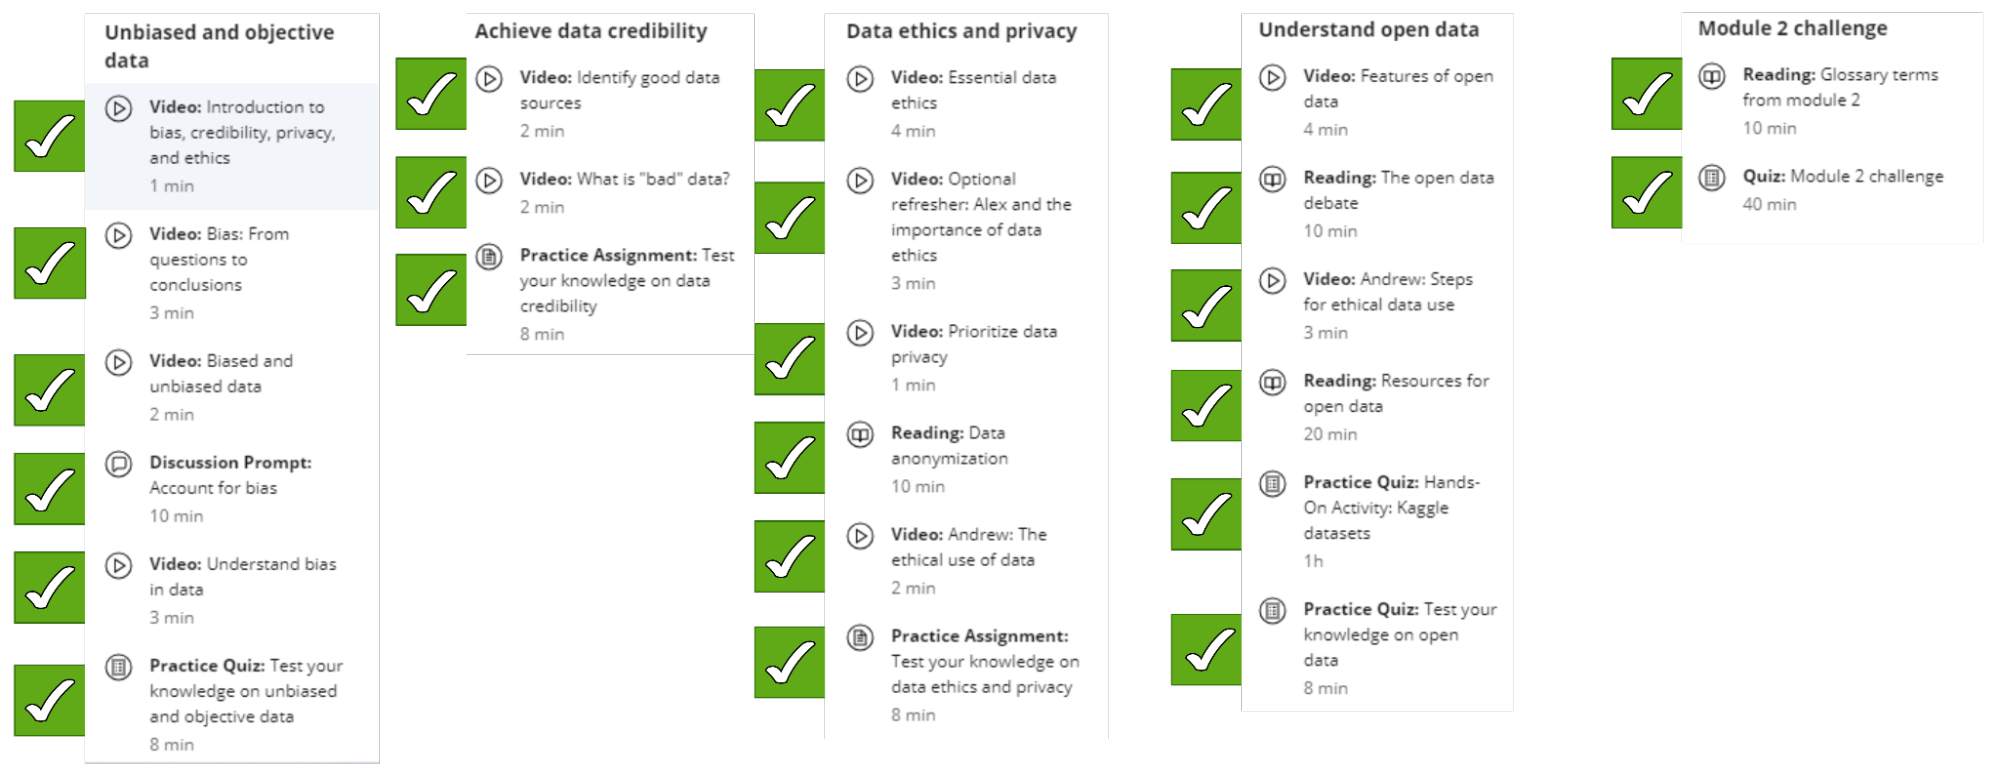 Unbiased and objective
data
Video: Introduction to
bias, credibility, privacy,
and ethics
1 min
Video: Bias: From
questions to
conclusions
3 min
Video: Biased and
unbiased data
2 min
Discussion Prompt:
Account for bias
10 min
Video: Understand bias
in data
3 min
Practice Quiz: Test your
knowledge on unbiased
and objective data
8 min
Achieve data credibility
Video: Identify good data
sources
2 min
Video: What is "bad" data?
2 min
Practice Assignment: Test
your knowledge on data
credibility
8 min
Data ethics and privacy
Video: Essential data
ethics
4 min
Video: Optional
refresher: Alex and the
importance of data
ethics
3 min
Video: Prioritize data
privacy
1 min
Reading: Data
anonymization
10 min
Video: Andrew: The
ethical use of data
2 min
Practice Assignment:
Test your knowledge on
data ethics and privacy
8 min
Understand open data
Video: Features of open
data
4 min
Reading: The open data
debate
10 min
Video: Andrew: Steps
for ethical data use
3 min
Reading: Resources for
open data
20 min
Practice Quiz: Hands-
On Activity: Kaggle
datasets
1h
Practice Quiz: Test your
knowledge on open
data
8 min
Module 2 challenge
Reading: Glossary terms
from module 2
10 min
Quiz: Module 2 challenge
40 min